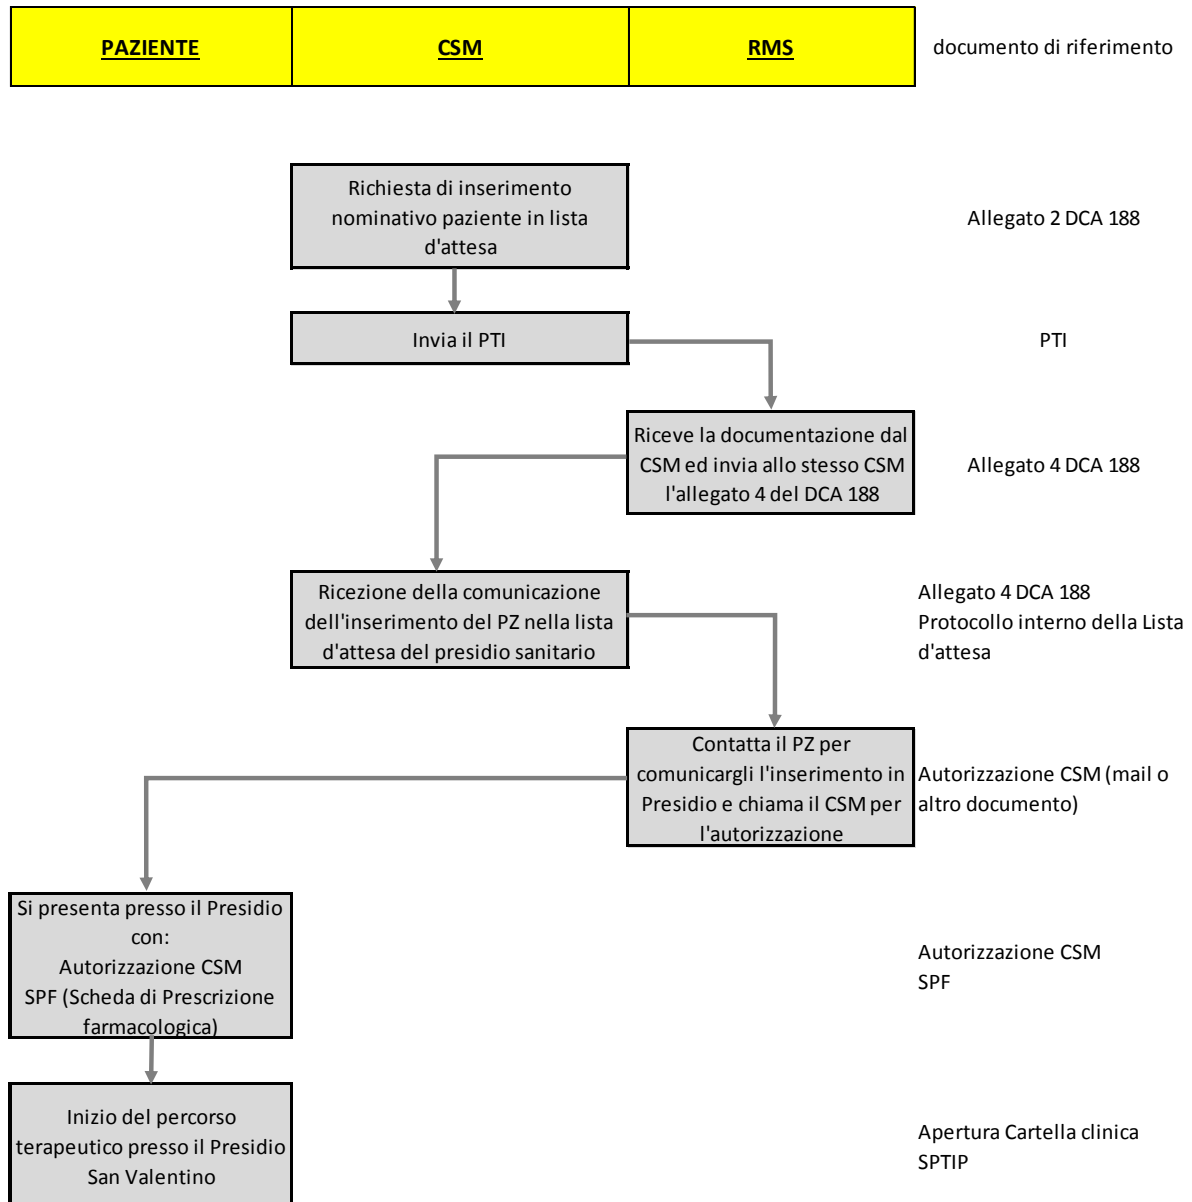 PAZIENTE CSM RMS documento di riferimento
Richiesta di inserimento
nominativo paziente in lista
d'attesa
Allegato 2 DCA 188
Invia il PTI
PTI
Riceve la documentazione dal
CSM ed invia allo stesso CSM
l'allegato 4 del DCA 188
Allegato 4 DCA 188
Ricezione della comunicazione
dell'inserimento del PZ nella lista
d'attesa del presidio sanitario
Allegato 4 DCA 188
Protocollo interno della Lista
d'attesa
Contatta il PZ per
comunicargli l'inserimento in
Presidio e chiama il CSM per
l'autorizzazione
Autorizzazione CSM (mail o
altro documento)
Si presenta presso il Presidio
con:
Autorizzazione CSM
SPF (Scheda di Prescrizione
farmacologica)
Autorizzazione CSM
SPF
Inizio del percorso
terapeutico presso il Presidio
San Valentino
Apertura Cartella clinica
SPTIP